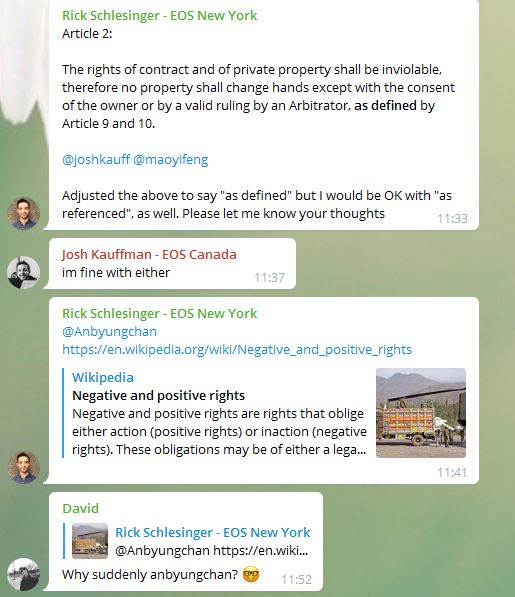 Rick Schlesinger - EOS New York
Article 2:
The rights of contract and of private property shall be inviolable,
therefore no property shall change hands except with the consent
of the owner or by a valid ruling by an Arbitrator, as defined by
Article 9 and 10.
@joshkauff @maoyifeng
Adjusted the above to say "as defined" but I would be OK with "as
referenced", as well. Please let me know your thoughts
11:33
Josh Kauffman - EOS Canada
im fine with either
11:37
Rick Schlesinger - EOS New York
@Anbyungchan
https://en.wikipedia.org/wiki/Negative_and_positive_rights
Wikipedia
Negative and positive rights
Negative and positive rights are rights that oblige
either action (positive rights) or inaction (negative
rights). These obligations may be of either a lega...
11:41
David
Rick Schlesinger - EOS New York
@Anbyungchan https://en.wiki...
Why suddenly anbyungchan? 🤓
11:52